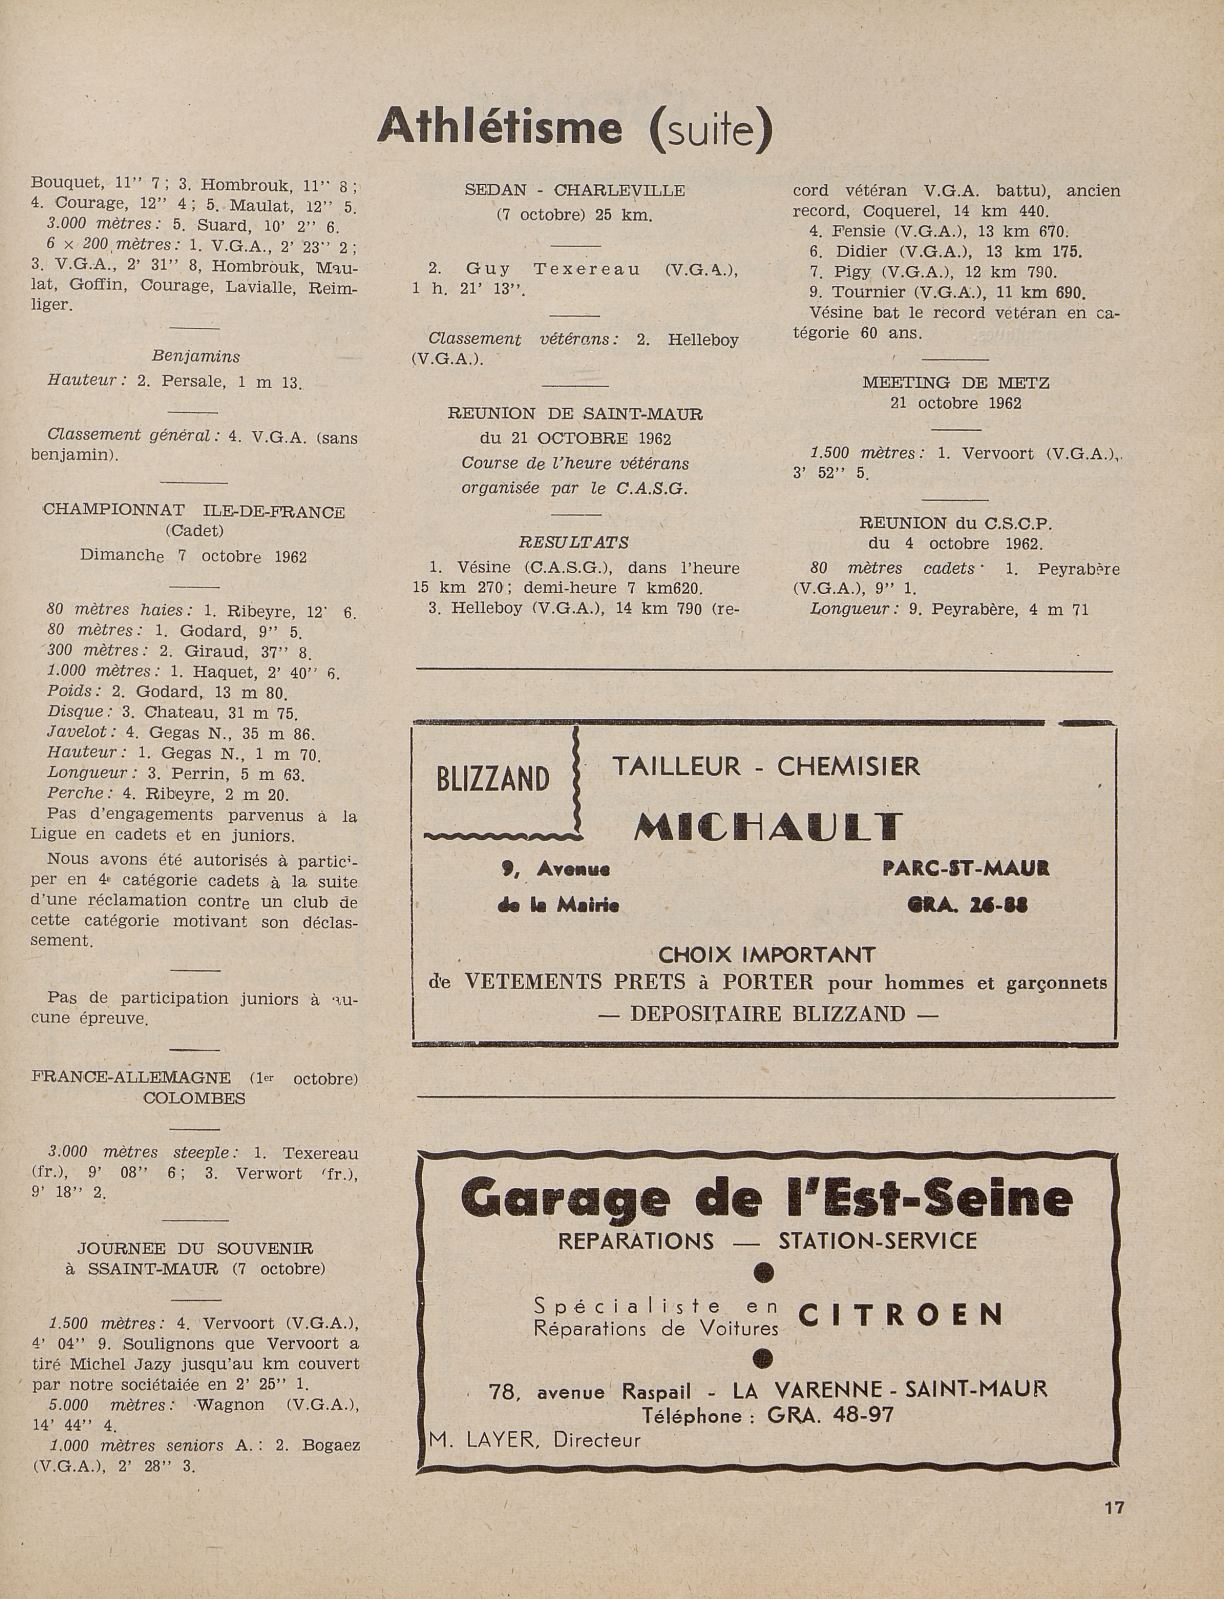 Athlétisme (suite)
Bouquet, 11'' 7 ; 3. Hombrouk, 11'' 8 ;
4. Courage, 12'' 4 ; 5. Maulat, 12'' 5.
3.000 mètres : 5. Suard, 10' 2'' 6.
6 x 200 mètres : 1. V.G.A., 2' 23'' 2 ;
3. V.G.A., 2' 31'' 8, Hombrouk, Mau-
lat, Goffin, Courage, Lavialle, Reim-
liger.
Benjamins
Hauteur : 2. Persale, 1 m 13.
Classement général : 4. V.G.A. (sans
benjamin).
CHAMPIONNAT ILE-DE-FRANCE
(Cadet)
Dimanche 7 octobre 1962
80 mètres haies : 1. Ribeyre, 12' 6.
80 mètres : 1. Godard, 9'' 5.
300 mètres : 2. Giraud, 37'' 8.
1.000 mètres : 1. Haquet, 2' 40'' 6.
Poids : 2. Godard, 13 m 80.
Disque : 3. Chateau, 31 m 75.
Javelot : 4. Gegas N., 35 m 86.
Hauteur : 1. Gegas N., 1 m 70.
Longueur : 3. Perrin, 5 m 63.
Perche : 4. Ribeyre, 2 m 20.
Pas d'engagements parvenus à la
Ligue en cadets et en juniors.
Nous avons été autorisés à partici-
per en 4e catégorie cadets à la suite
d'une réclamation contre un club de
cette catégorie motivant son déclas-
sement.
Pas de participation juniors à au-
cune épreuve.
FRANCE-ALLEMAGNE (1er octobre)
COLOMBES
3.000 mètres steeple : 1. Texereau
(fr.), 9' 08'' 6 ; 3. Verwort (fr.),
9' 18'' 2.
JOURNEE DU SOUVENIR
à SSAINT-MAUR (7 octobre)
1.500 mètres : 4. Vervoort (V.G.A.),
4' 04'' 9. Soulignons que Vervoort a
tiré Michel Jazy jusqu'au km couvert
par notre sociétaiée en 2' 25'' 1.
5.000 mètres : Wagnon (V.G.A.),
14' 44'' 4.
1.000 mètres seniors A. : 2. Bogaez
(V.G.A.), 2' 28'' 3.
SEDAN - CHARLEVILLE
(7 octobre) 25 km.
2. Guy Texereau (V.G.A.),
1 h. 21' 13''.
Classement vétérans : 2. Helleboy
(V.G.A.).
REUNION DE SAINT-MAUR
du 21 OCTOBRE 1962
Course de l'heure vétérans
organisée par le C.A.S.G.
RESULTATS
1. Vésine (C.A.S.G.), dans l'heure
15 km 270 ; demi-heure 7 km620.
3. Helleboy (V.G.A.), 14 km 790 (re-
cord vétéran V.G.A. battu), ancien
record, Coquerel, 14 km 440.
4. Fensie (V.G.A.), 13 km 670.
6. Didier (V.G.A.), 13 km 175.
7. Pigy (V.G.A.), 12 km 790.
9. Tournier (V.G.A.), 11 km 690.
Vésine bat le record vetéran en ca-
tégorie 60 ans.
MEETING DE METZ
21 octobre 1962
1.500 mètres : 1. Vervoort (V.G.A.),
3' 52'' 5.
REUNION du C.S.C.P.
du 4 octobre 1962.
80 mètres cadets : 1. Peyrabère
(V.G.A.), 9'' 1.
Longueur : 9. Peyrabère, 4 m 71
BLIZZAND
TAILLEUR - CHEMISIER
MICHAULT
9, Avenue
de la Mairie
PARC-ST-MAUR
GRA. 26-88
CHOIX IMPORTANT
de VETEMENTS PRETS à PORTER pour hommes et garçonnets
— DEPOSITAIRE BLIZZAND —
Garage de l'Est-Seine
REPARATIONS — STATION-SERVICE
Spécialiste en
Réparations de Voitures
CITROEN
78, avenue Raspail - LA VARENNE - SAINT-MAUR
Téléphone : GRA. 48-97
M. LAYER, Directeur
17